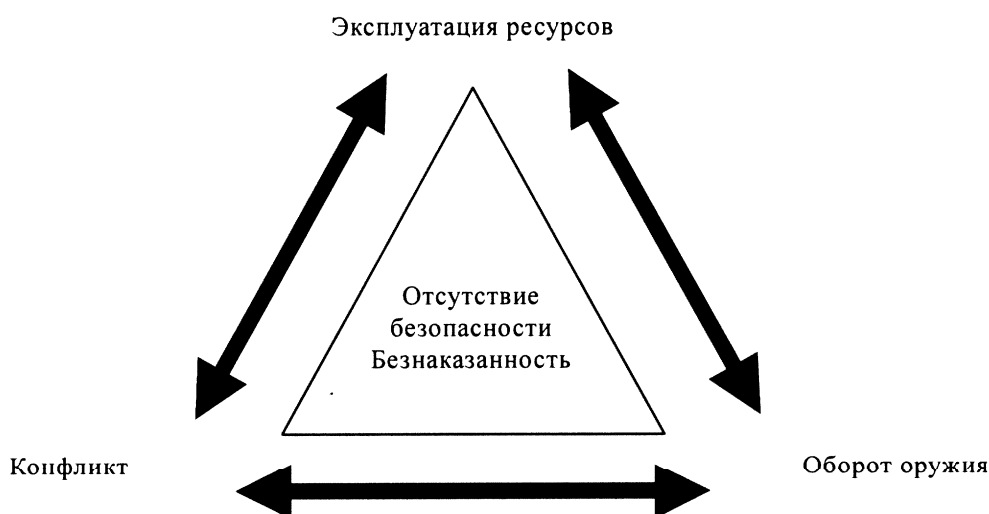 Эксплуатация ресурсов
Отсутствие
безопасности
Безнаказанность
Конфликт
Оборот оружия